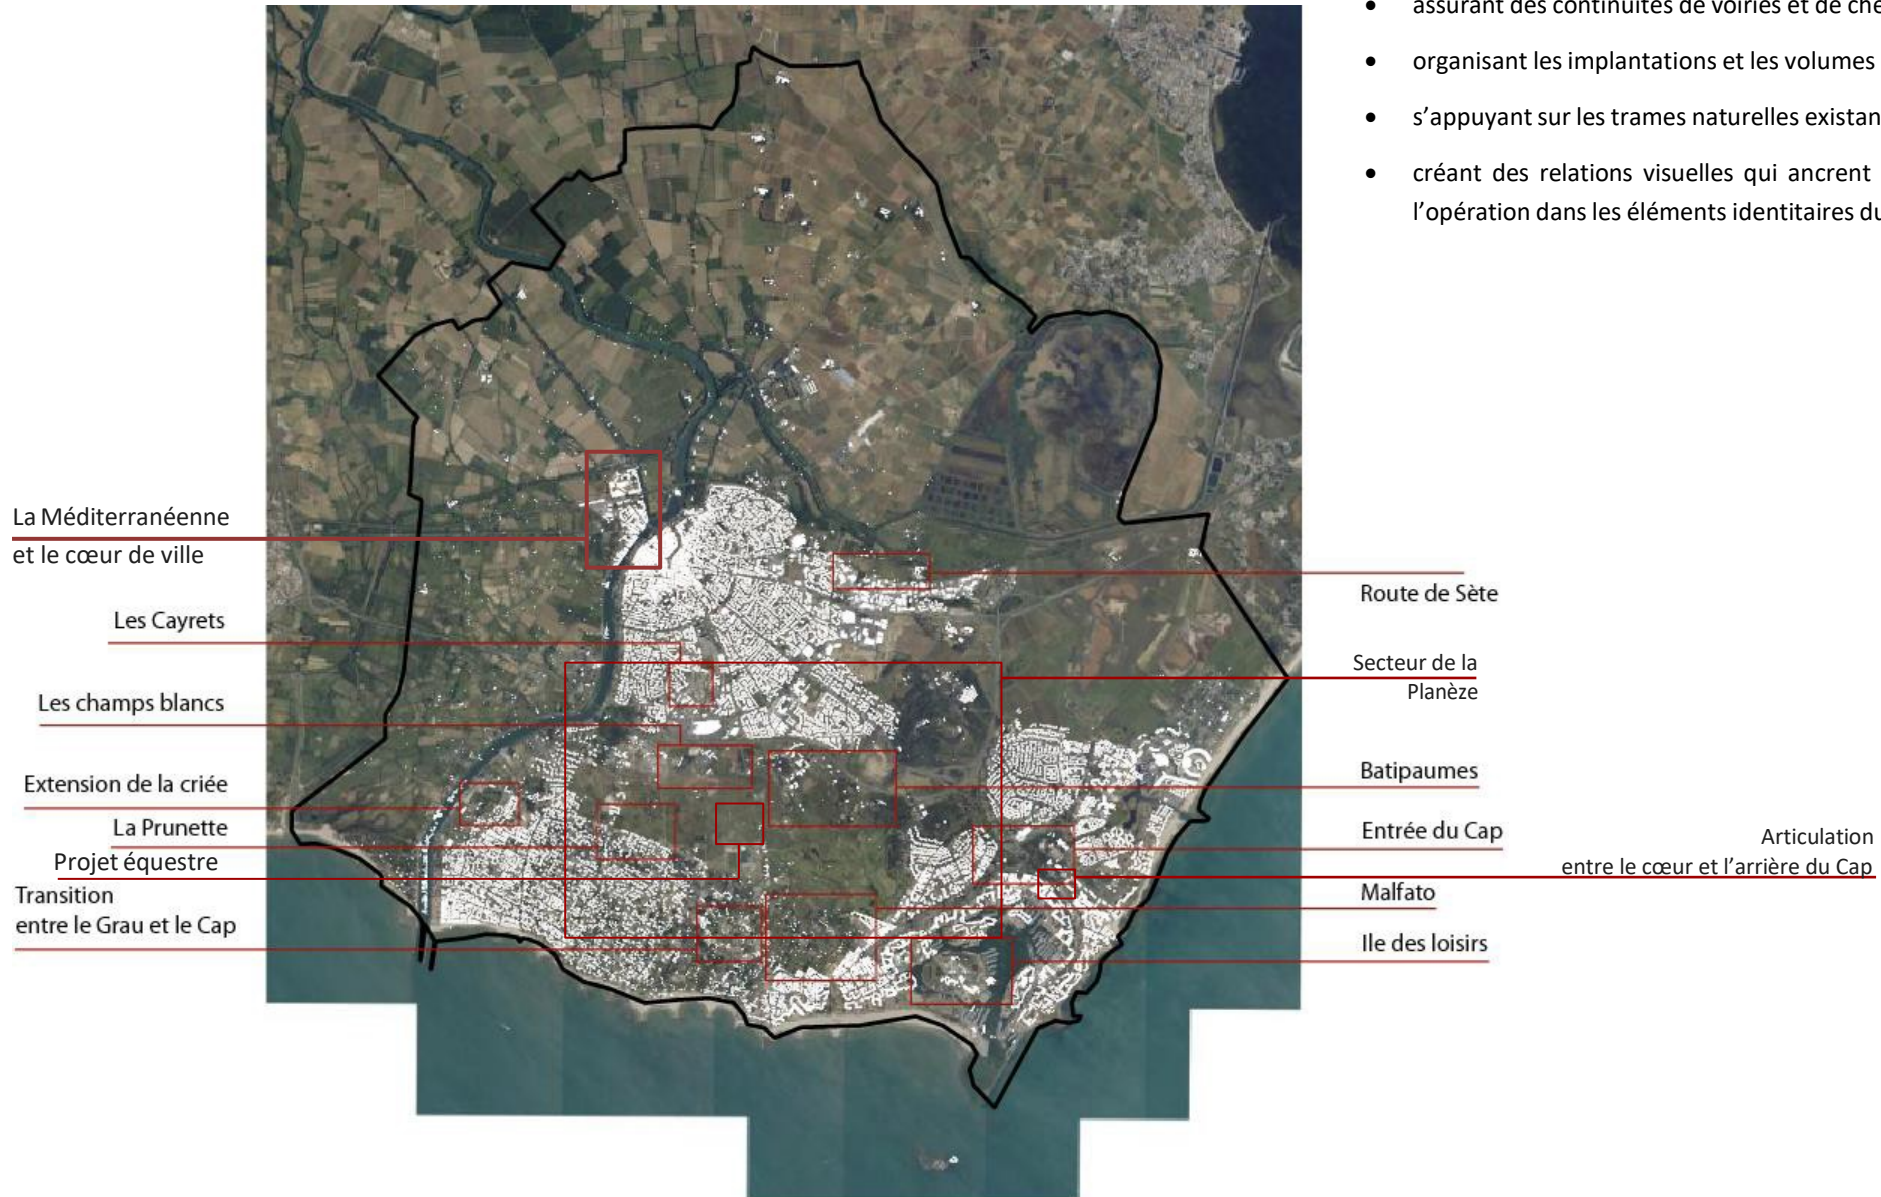 • assurant des continuités de voiries et de che
• organisant les implantations et les volumes
• s’appuyant sur les trames naturelles existan
• créant des relations visuelles qui ancrent
l’opération dans les éléments identitaires du
La Méditerranéenne
et le cœur de ville
Les Cayrets
Les champs blancs
Extension de la criée
La Prunette
Projet équestre
Transition
entre le Grau et le Cap
Route de Sète
Secteur de la
Planèze
Batipaumes
Entrée du Cap
Articulation
entre le cœur et l’arrière du Cap
Malfato
Ile des loisirs